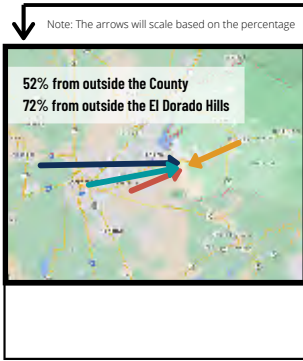 Note: The arrows will scale based on the percentage
52% from outside the County
72% from outside the El Dorado Hills